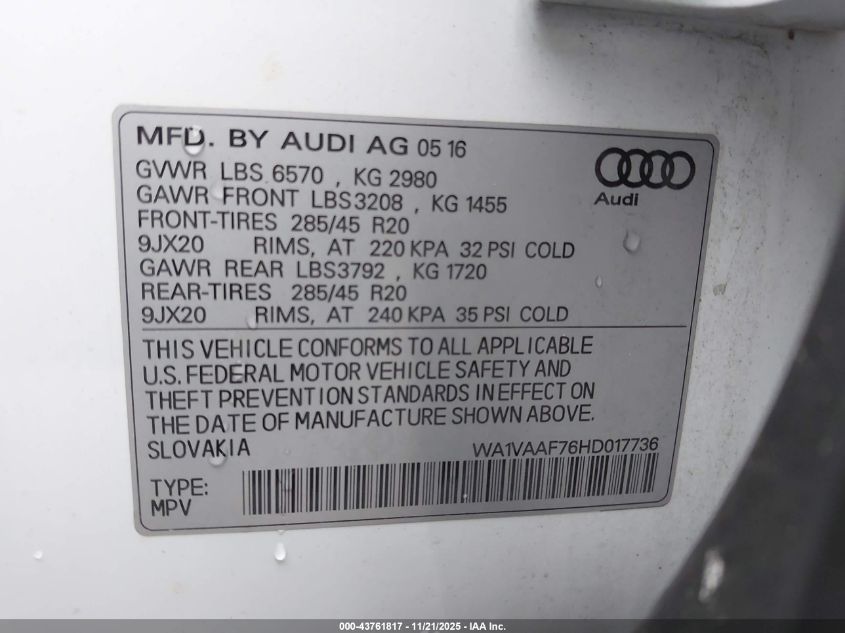 MFD. BY AUDI AG 05 16
GVWR LBS 6570 , KG 2980
GAWR FRONT LBS3208 , KG 1455
FRONT-TIRES 285/45 R20
9JX20 RIMS, AT 220 KPA 32 PSI COLD
GAWR REAR LBS3792 , KG 1720
REAR-TIRES 285/45 R20
9JX20 RIMS, AT 240 KPA 35 PSI COLD
Audi
THIS VEHICLE CONFORMS TO ALL APPLICABLE
U.S. FEDERAL MOTOR VEHICLE SAFETY AND
THEFT PREVENTION STANDARDS IN EFFECT ON
THE DATE OF MANUFACTURE SHOWN ABOVE.
SLOVAKIA WA1VAAF76HD017736
TYPE:
MPV
000-43761817 - 11/21/2025 - IAA Inc.